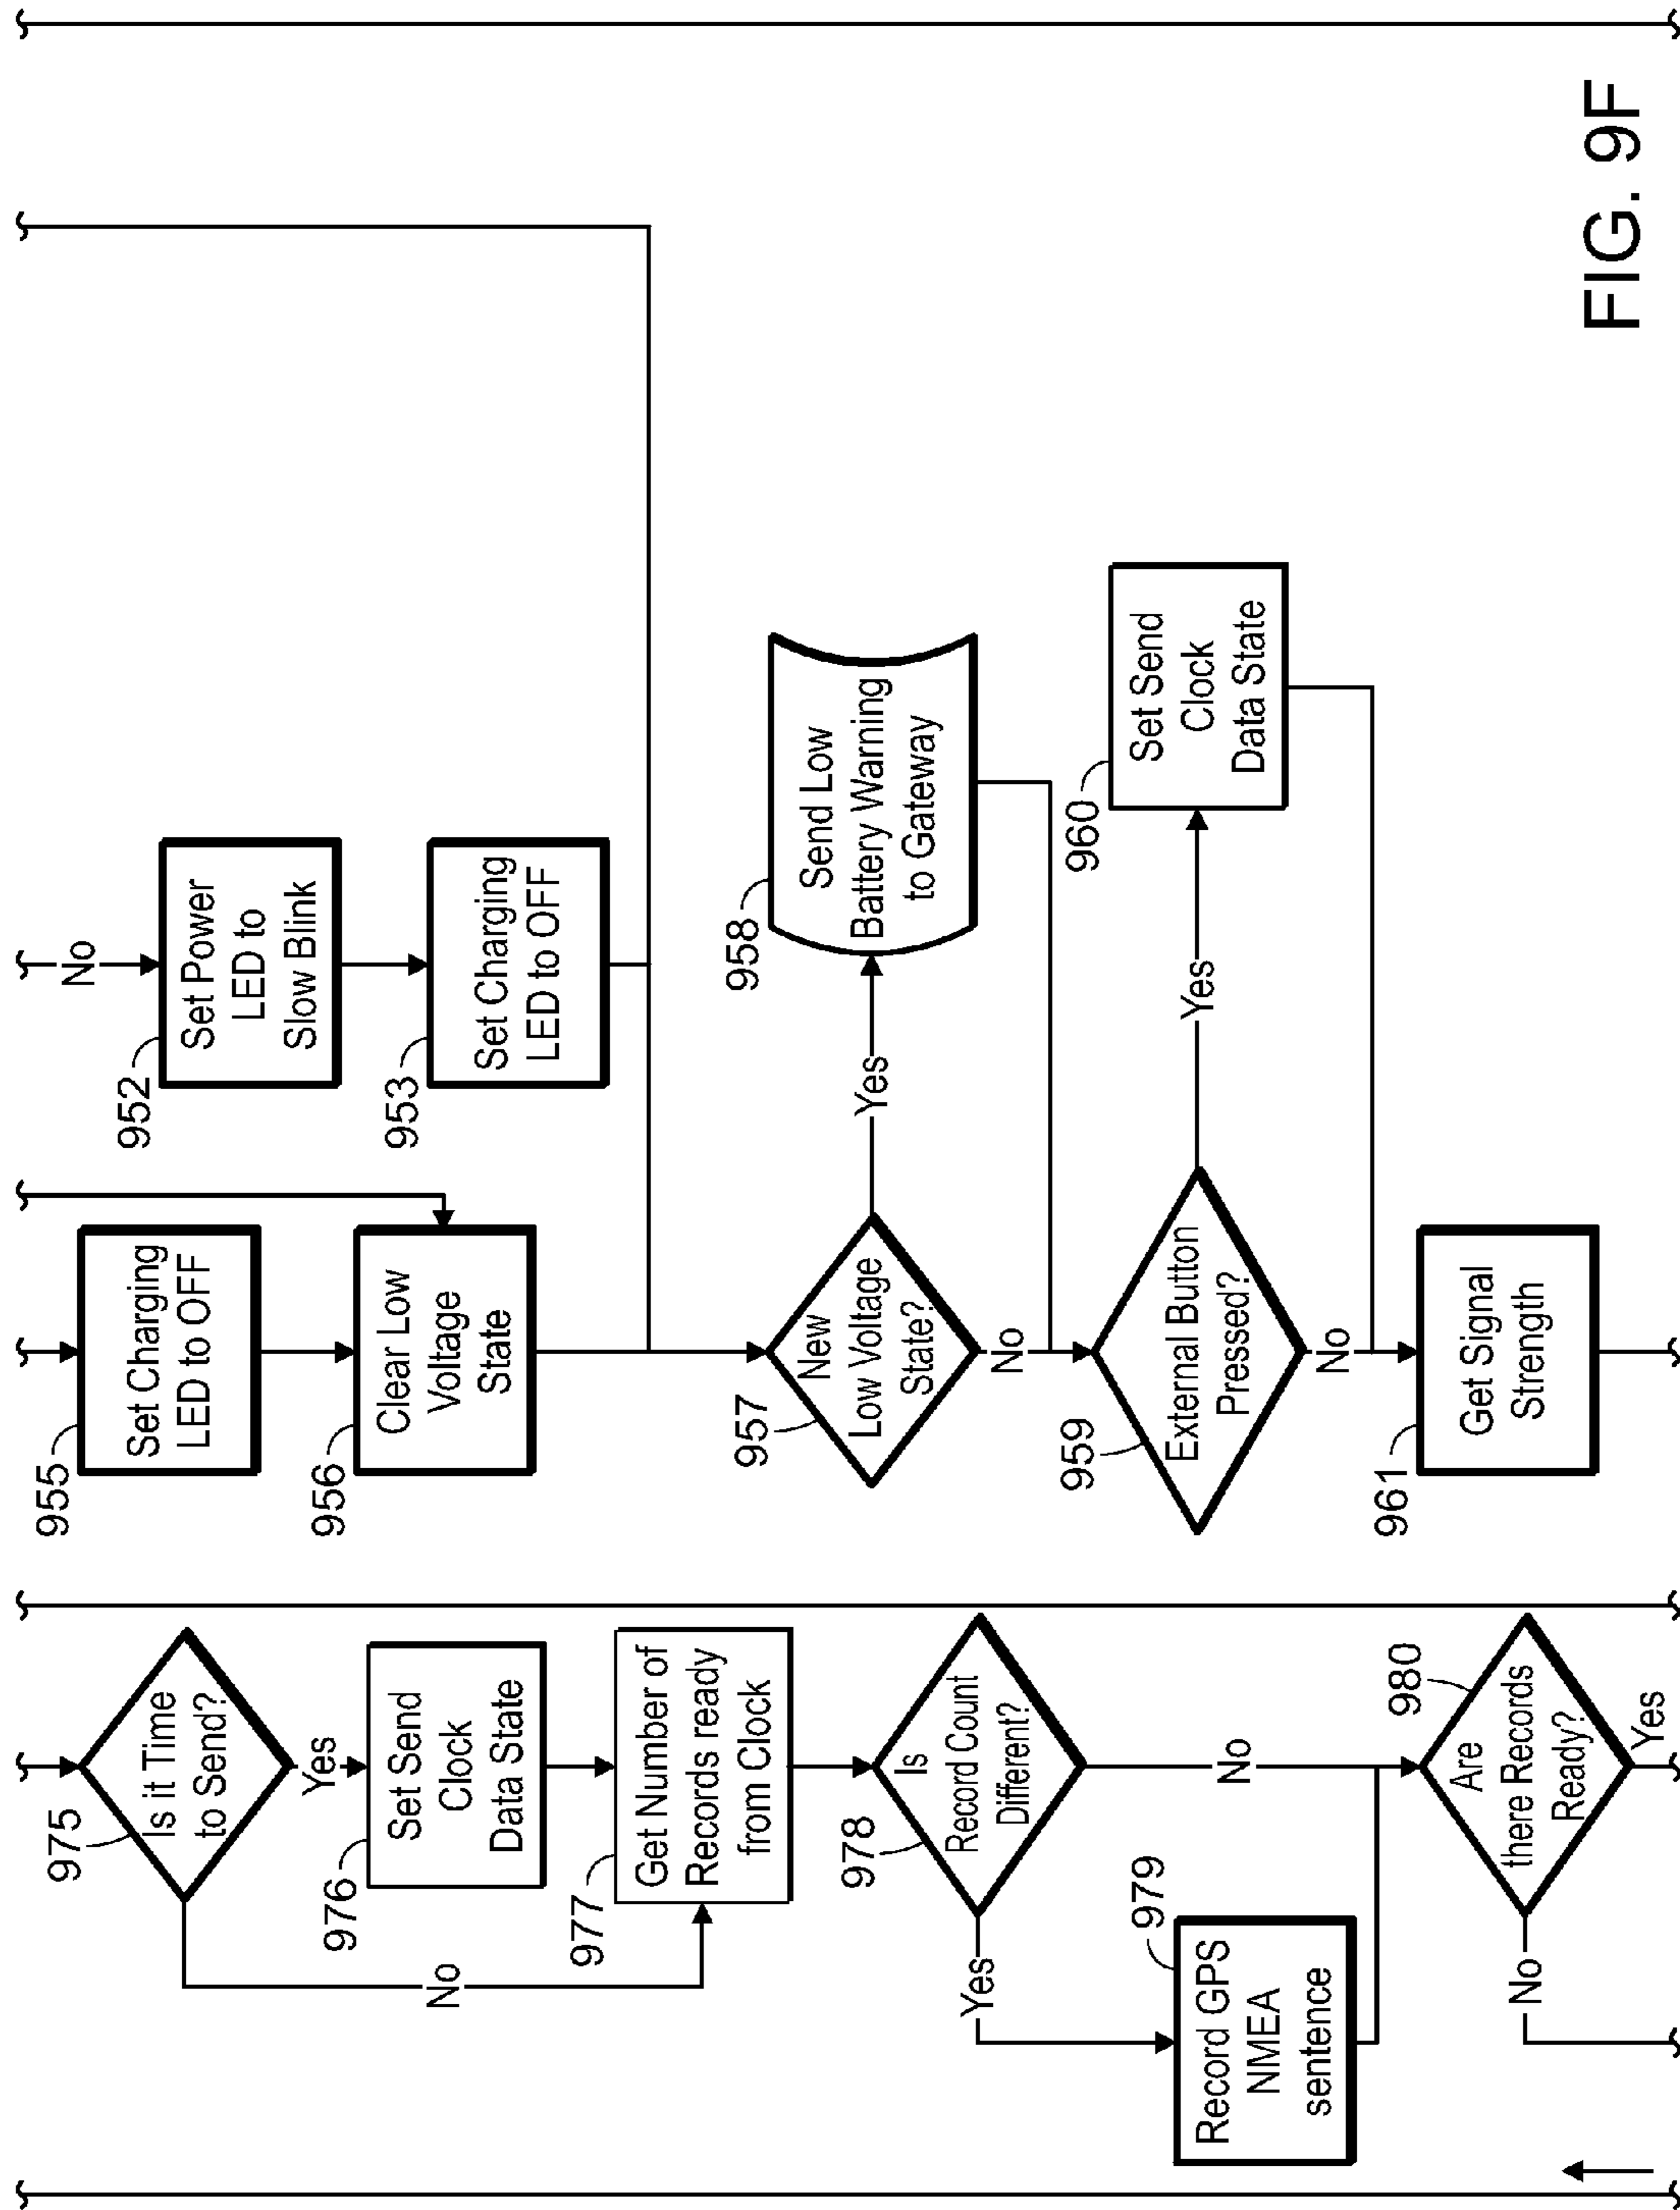 975
Is it Time
to Send?
Yes
No
976
Set Send
Clock
Data State
977
Get Number of
Records ready
from Clock
978
Is
Record Count
Different?
Yes
No
979
Record GPS
NMEA
sentence
980
Are
there Records
Ready?
No
Yes
955
Set Charging
LED to OFF
956
Clear Low
Voltage
State
No
952
Set Power
LED to
Slow Blink
953
Set Charging
LED to OFF
957
New
Low Voltage
State?
Yes
No
958
Send Low
Battery Warning
to Gateway
959
External Button
Pressed?
Yes
No
960
Set Send
Clock
Data State
961
Get Signal
Strength
FIG. 9F